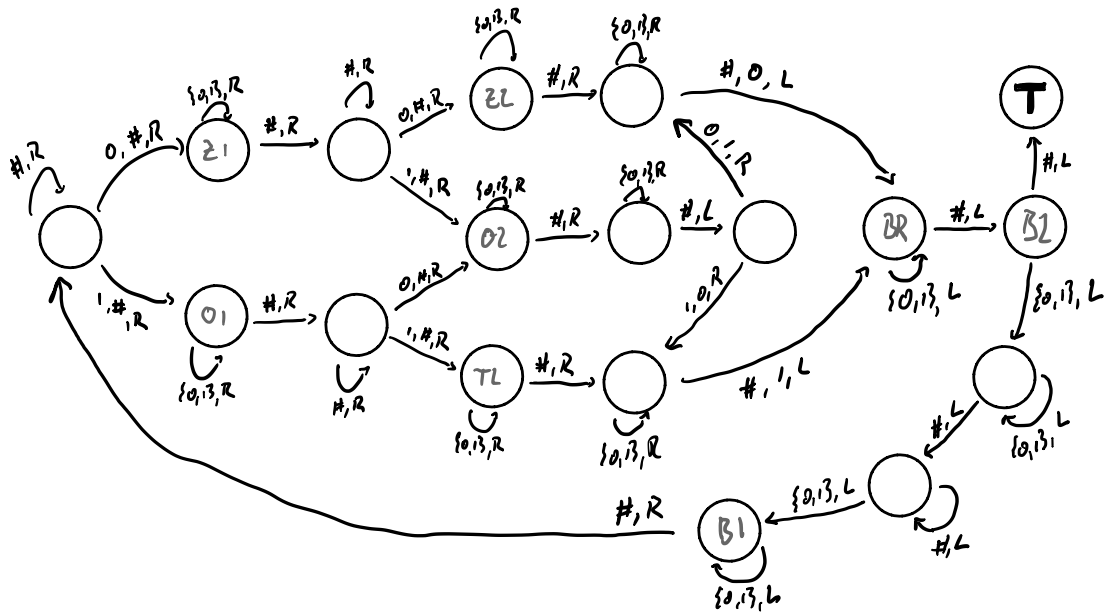 {0,1},R
{0,1},R
#,R
{0,1},R
#,0,L
T
0,#,R
Z2
#,R
#,R
0,#,R
Z1
#,R
0,1,R
#,L
1,#,R
{0,1},R
{0,1},R
#,R
O2
#,R
#,L
BR
#,L
B2
{0,1},L
{0,1},L
1,#,R
O1
#,R
0,#,R
1,0,R
{0,1},R
#,R
1,#,R
T2
#,R
#,1,L
{0,1},R
{0,1},R
#,L
{0,1},L
#,R
B1
{0,1},L
#,L
{0,1},L